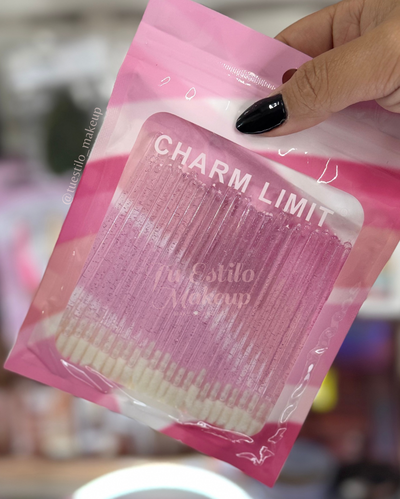 CHARM LIMIT
Tu Estilo
Makeup
@tuestilo_makeup